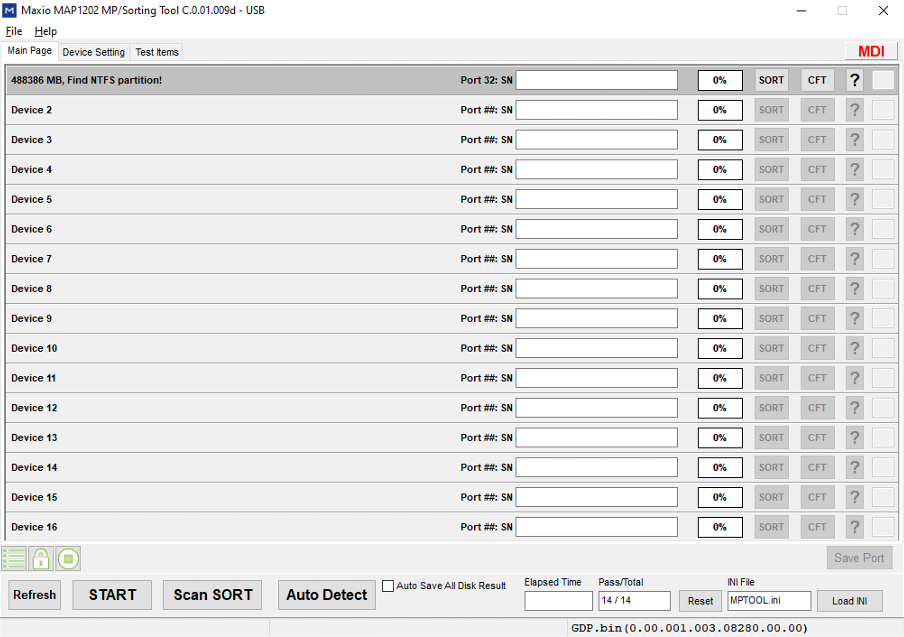 Maxio MAP1202 MP/Sorting Tool C.0.01.009d - USB
File Help
Main Page Device Setting Test Items MDI
488386 MB, Find NTFS partition! Port 32: SN 0% SORT CFT ?
Device 2 Port ##: SN 0% SORT CFT ?
Device 3 Port ##: SN 0% SORT CFT ?
Device 4 Port ##: SN 0% SORT CFT ?
Device 5 Port ##: SN 0% SORT CFT ?
Device 6 Port ##: SN 0% SORT CFT ?
Device 7 Port ##: SN 0% SORT CFT ?
Device 8 Port ##: SN 0% SORT CFT ?
Device 9 Port ##: SN 0% SORT CFT ?
Device 10 Port ##: SN 0% SORT CFT ?
Device 11 Port ##: SN 0% SORT CFT ?
Device 12 Port ##: SN 0% SORT CFT ?
Device 13 Port ##: SN 0% SORT CFT ?
Device 14 Port ##: SN 0% SORT CFT ?
Device 15 Port ##: SN 0% SORT CFT ?
Device 16 Port ##: SN 0% SORT CFT ?
Save Port
Refresh START Scan SORT Auto Detect Auto Save All Disk Result
Elapsed Time Pass/Total INI File
14 / 14 Reset MPTOOL.ini Load INI
GDP.bin(0.00.001.003.08280.00.00)